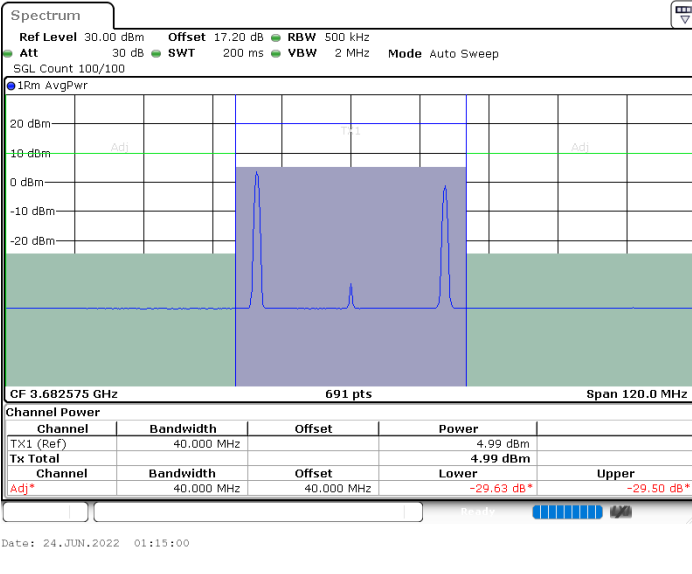 Spectrum
Ref Level 30.00 dBm Offset 17.20 dB RBW 500 kHz
Att 30 dB SWT 200 ms VBW 2 MHz Mode Auto Sweep
SGL Count 100/100
1Rm AvgPwr
20 dBm
TX1
Adj Adj
10 dBm
0 dBm
-10 dBm
-20 dBm
CF 3.682575 GHz 691 pts Span 120.0 MHz
Channel Power
Channel Bandwidth Offset Power
TX1 (Ref) 40.000 MHz 4.99 dBm
Tx Total 4.99 dBm
Channel Bandwidth Offset Lower Upper
Adj* 40.000 MHz 40.000 MHz -29.63 dB* -29.50 dB*
Ready
Date: 24.JUN.2022 01:15:00